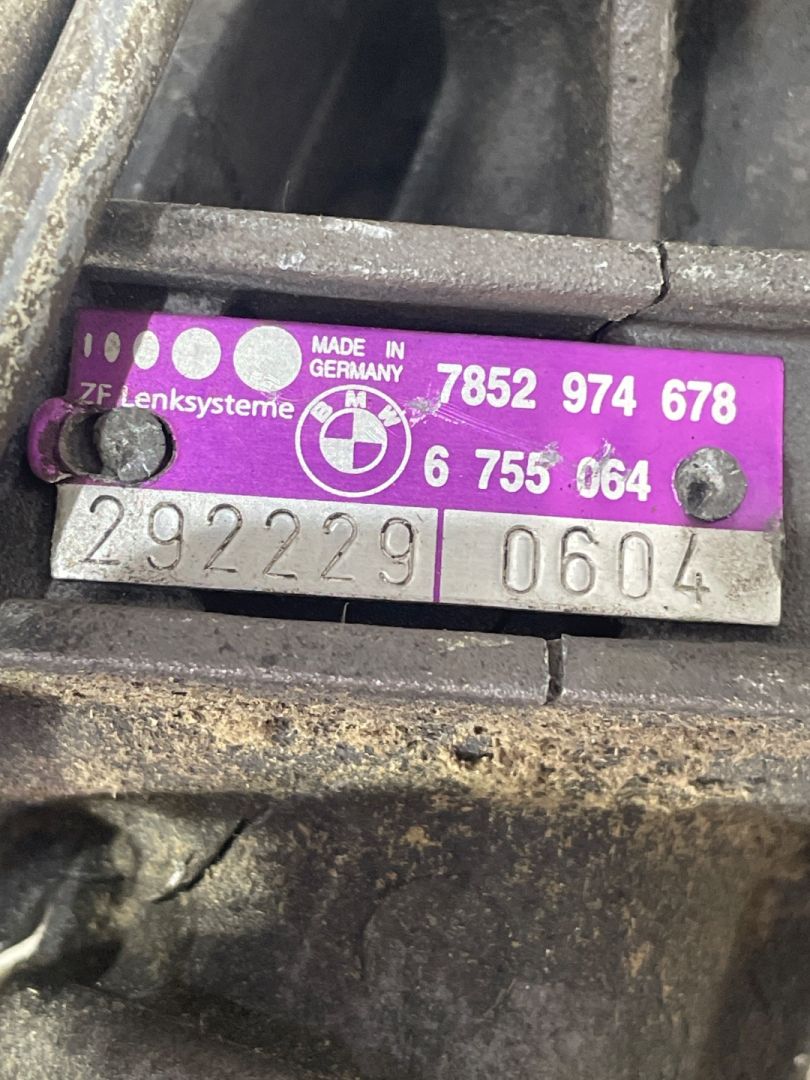 MADE IN
GERMANY
ZF Lenksysteme
BMW
7852 974 678
6 755 064
292229 0604